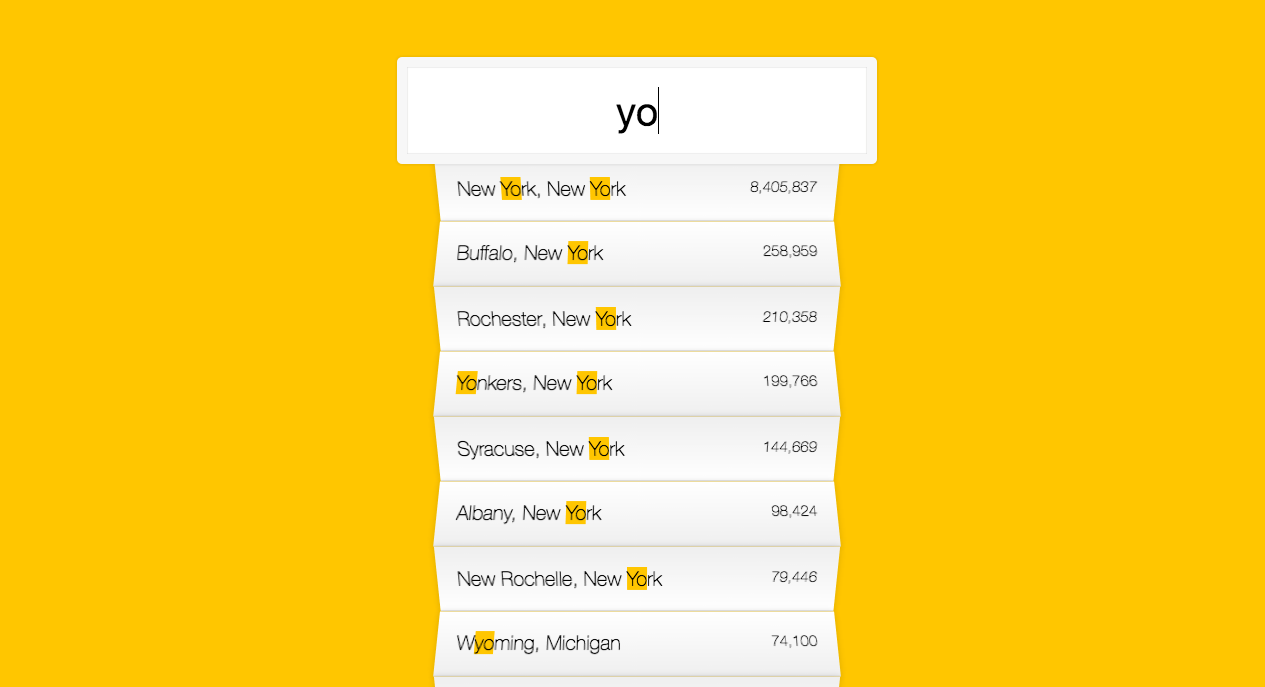 yo
New York, New York 8,405,837
Buffalo, New York 258,959
Rochester, New York 210,358
Yonkers, New York 199,766
Syracuse, New York 144,669
Albany, New York 98,424
New Rochelle, New York 79,446
Wyoming, Michigan 74,100